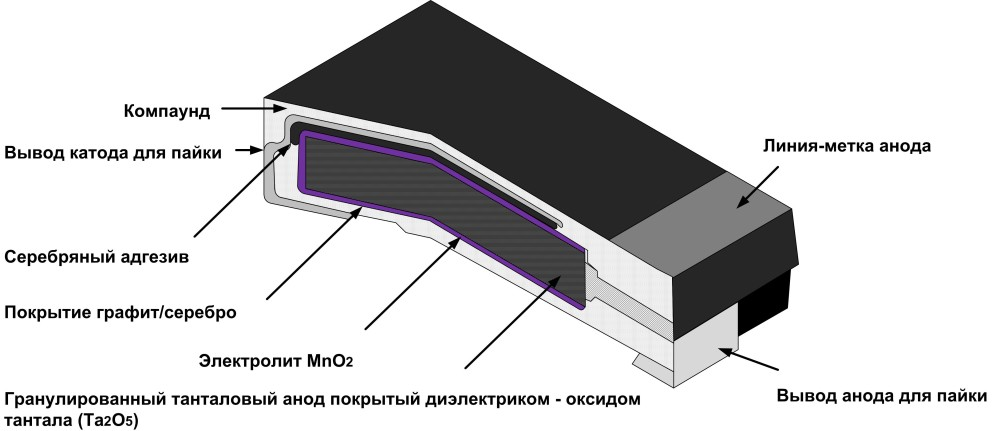 Компаунд
Вывод катода для пайки
Линия-метка анода
Серебряный адгезив
Покрытие графит/серебро
Электролит MnO2
Гранулированный танталовый анод покрытый диэлектриком - оксидом
тантала (Ta2O5)
Вывод анода для пайки